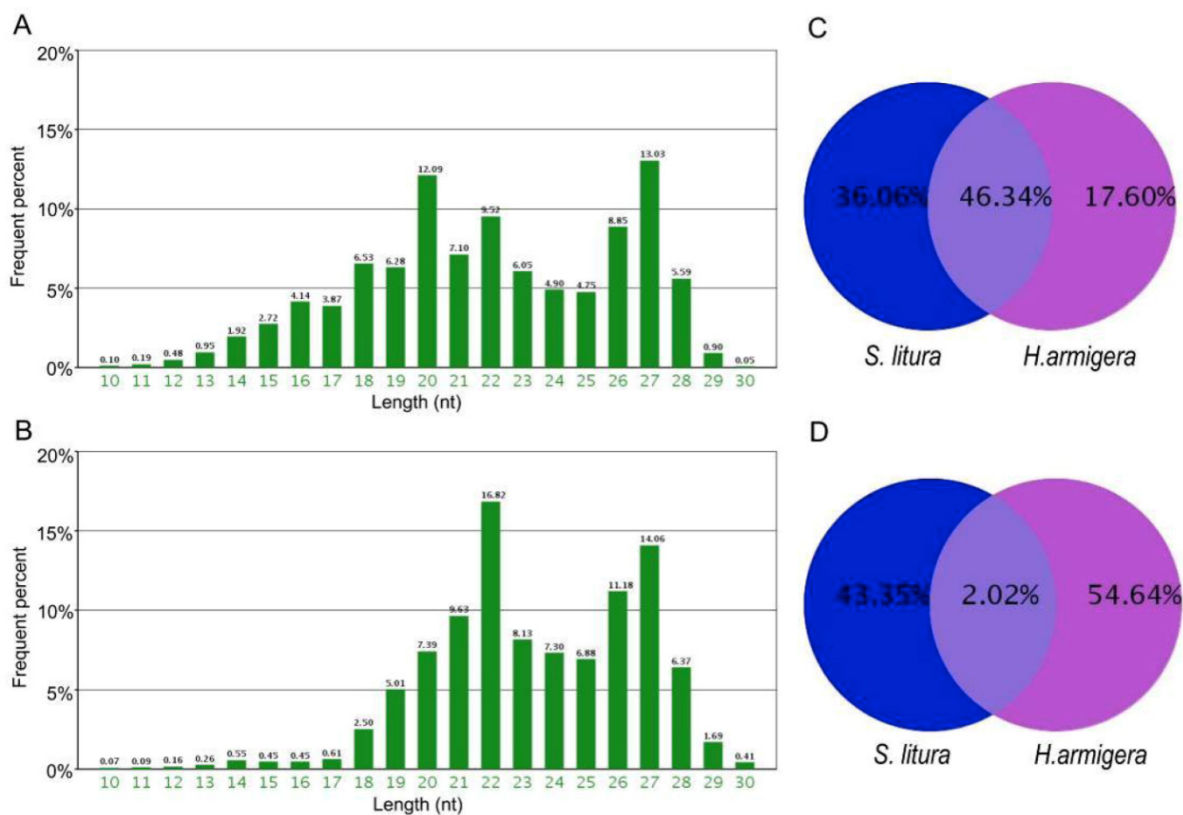 A
20%
15%
10%
5%
0%
Frequent percent
0.10 0.19 0.48 0.95 1.92 2.72 4.14 3.87 6.53 6.28 12.09 7.10 9.52 6.05 4.90 4.75 8.85 13.03 5.59 0.90 0.05
10 11 12 13 14 15 16 17 18 19 20 21 22 23 24 25 26 27 28 29 30
Length (nt)
B
20%
15%
10%
5%
0%
Frequent percent
0.07 0.09 0.16 0.26 0.55 0.45 0.45 0.61 2.50 5.01 7.39 9.63 16.82 8.13 7.30 6.88 11.18 14.06 6.37 1.69 0.41
10 11 12 13 14 15 16 17 18 19 20 21 22 23 24 25 26 27 28 29 30
Length (nt)
C
36.06% 46.34% 17.60%
S. litura H.armigera
D
43.35% 2.02% 54.64%
S. litura H.armigera